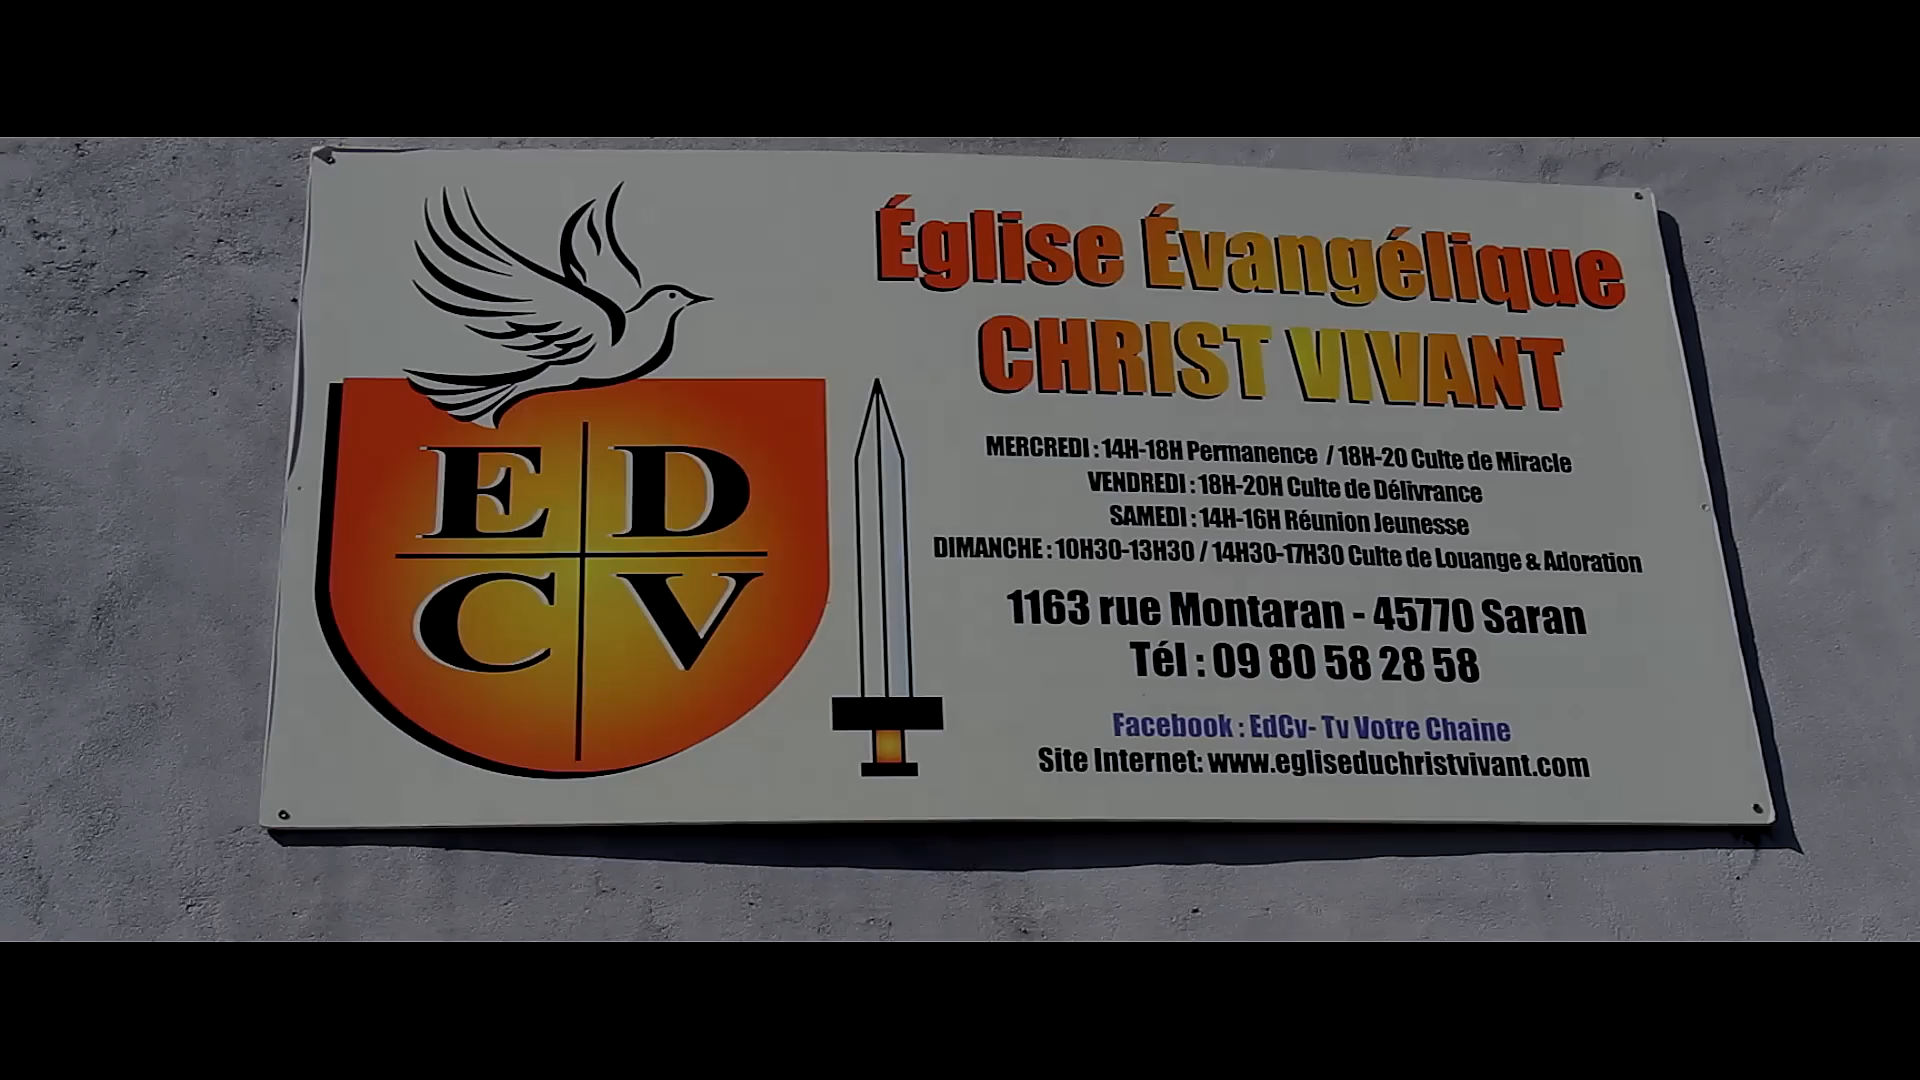 E D
C V
Église Évangélique
CHRIST VIVANT
MERCREDI : 14H-18H Permanence / 18H-20 Culte de Miracle
VENDREDI : 18H-20H Culte de Délivrance
SAMEDI : 14H-16H Réunion Jeunesse
DIMANCHE : 10H30-13H30 / 14H30-17H30 Culte de Louange & Adoration
1163 rue Montaran - 45770 Saran
Tél : 09 80 58 28 58
Facebook : EdCv- Tv Votre Chaine
Site Internet: www.egliseduchristvivant.com